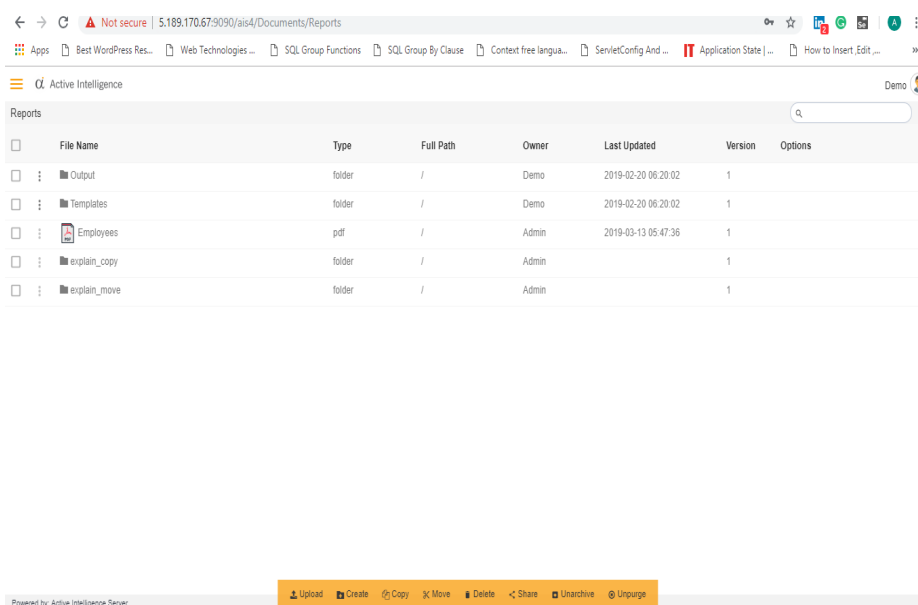 Not secure | 5.189.170.67:9090/ais4/Documents/Reports
Apps Best WordPress Res... Web Technologies ... SQL Group Functions SQL Group By Clause Context free langua... ServletConfig And ... Application State | ... How to Insert ,Edit ,...
Active Intelligence Demo
Reports
File Name Type Full Path Owner Last Updated Version Options
Output folder / Demo 2019-02-20 06:20:02 1
Templates folder / Demo 2019-02-20 06:20:02 1
Employees pdf / Admin 2019-03-13 05:47:36 1
explain_copy folder / Admin 1
explain_move folder / Admin 1
Upload Create Copy Move Delete Share Unarchive Unpurge
Powered by: Active Intelligence Server